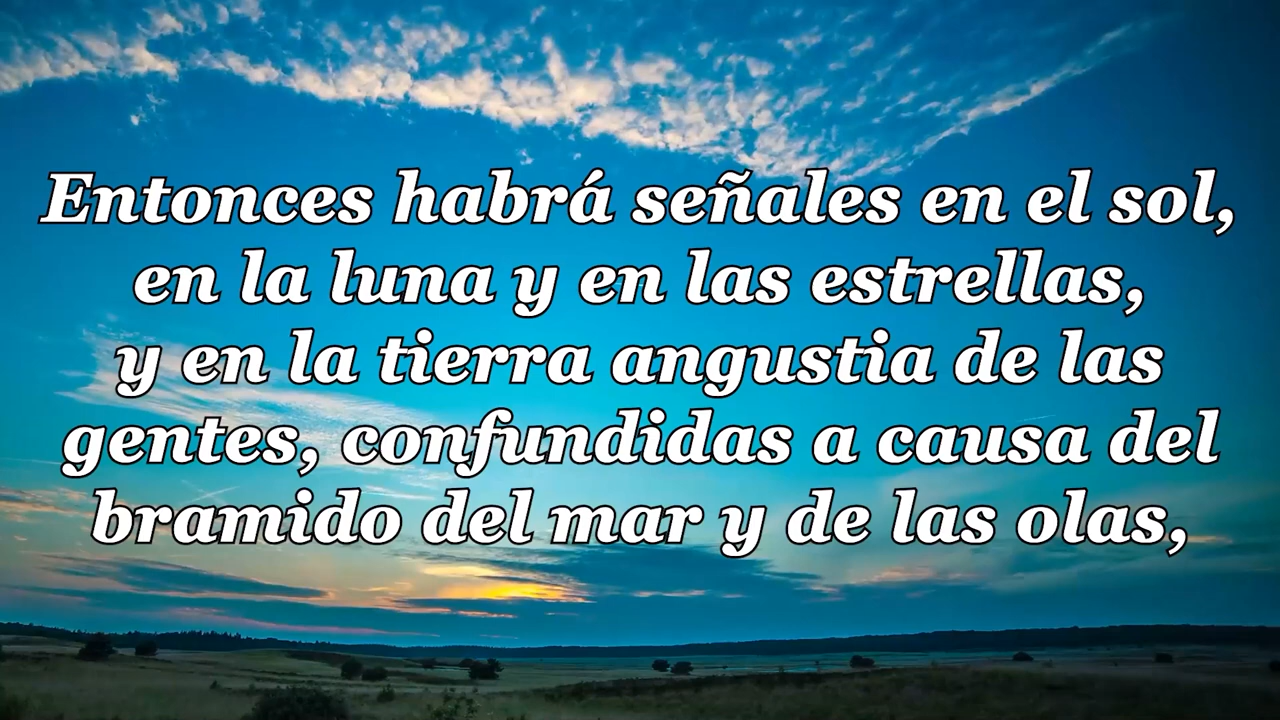 Entonces habrá señales en el sol,
en la luna y en las estrellas,
y en la tierra angustia de las
gentes, confundidas a causa del
bramido del mar y de las olas,